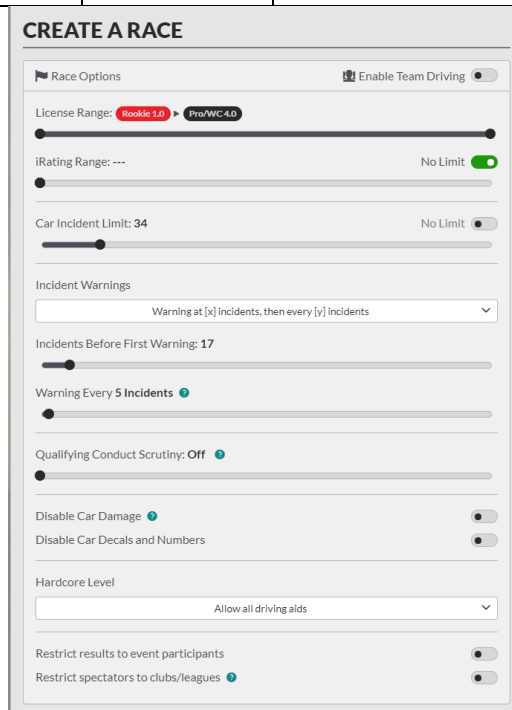 CREATE A RACE
Race Options Enable Team Driving
License Range: Rookie 1.0 Pro/WC 4.0
iRating Range: --- No Limit
Car Incident Limit: 34 No Limit
Incident Warnings
Warning at [x] incidents, then every [y] incidents
Incidents Before First Warning: 17
Warning Every 5 Incidents ?
Qualifying Conduct Scrutiny: Off ?
Disable Car Damage ?
Disable Car Decals and Numbers
Hardcore Level
Allow all driving aids
Restrict results to event participants
Restrict spectators to clubs/leagues ?